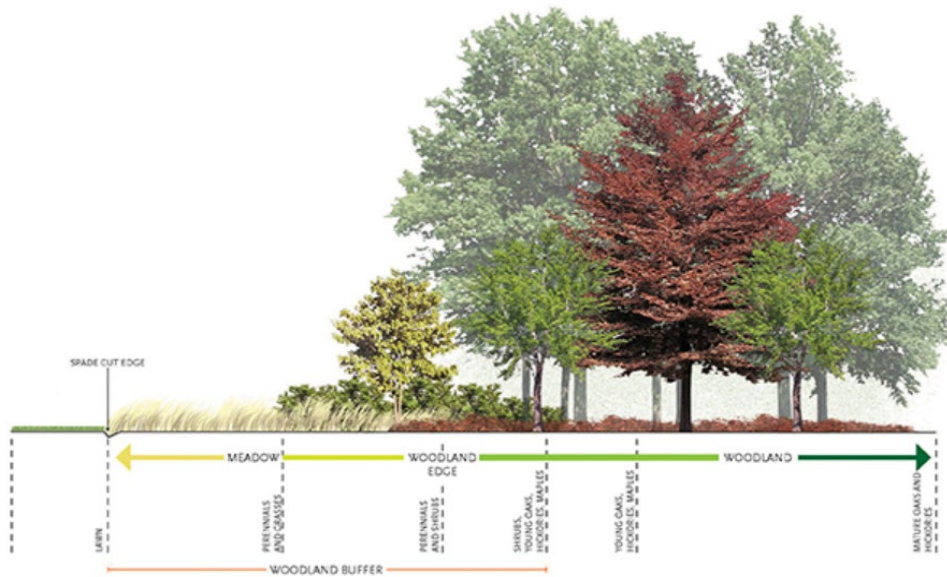 SPADE CUT EDGE
MEADOW
WOODLAND
EDGE
WOODLAND
LAWN
PERENNIALS
AND GRASSES
PERENNIALS
AND SHRUBS
SHRUBS,
YOUNG OAKS,
HICKORIES, MAPLES
YOUNG OAKS,
HICKORIES, MAPLES
MATURE OAKS AND
HICKORIES
WOODLAND BUFFER